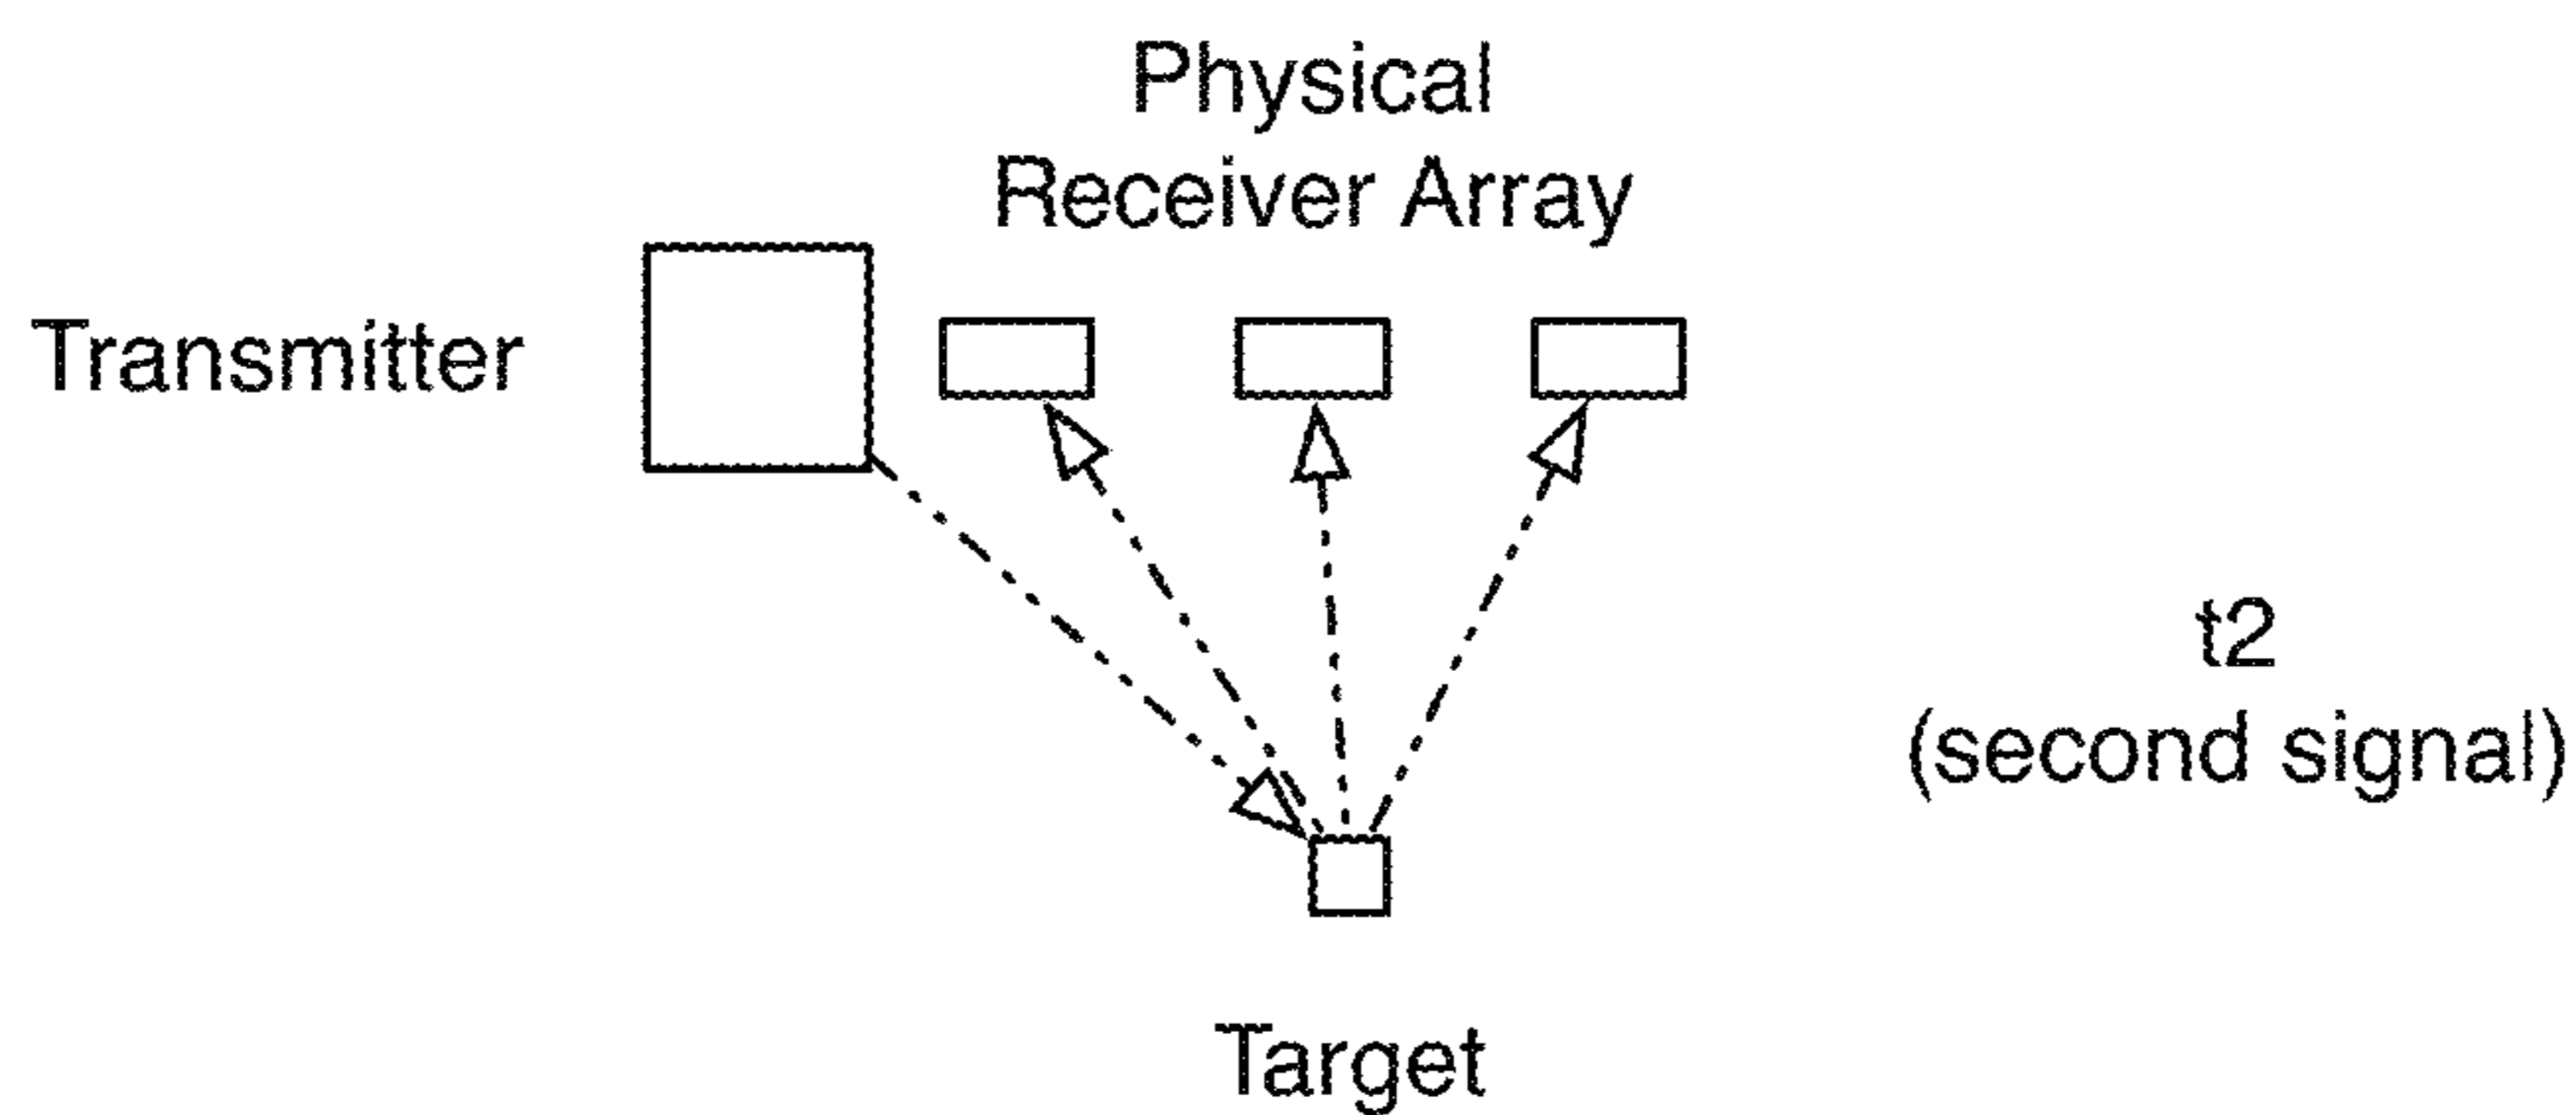 Physical
Receiver Array
Transmitter
t2
(second signal)
Target